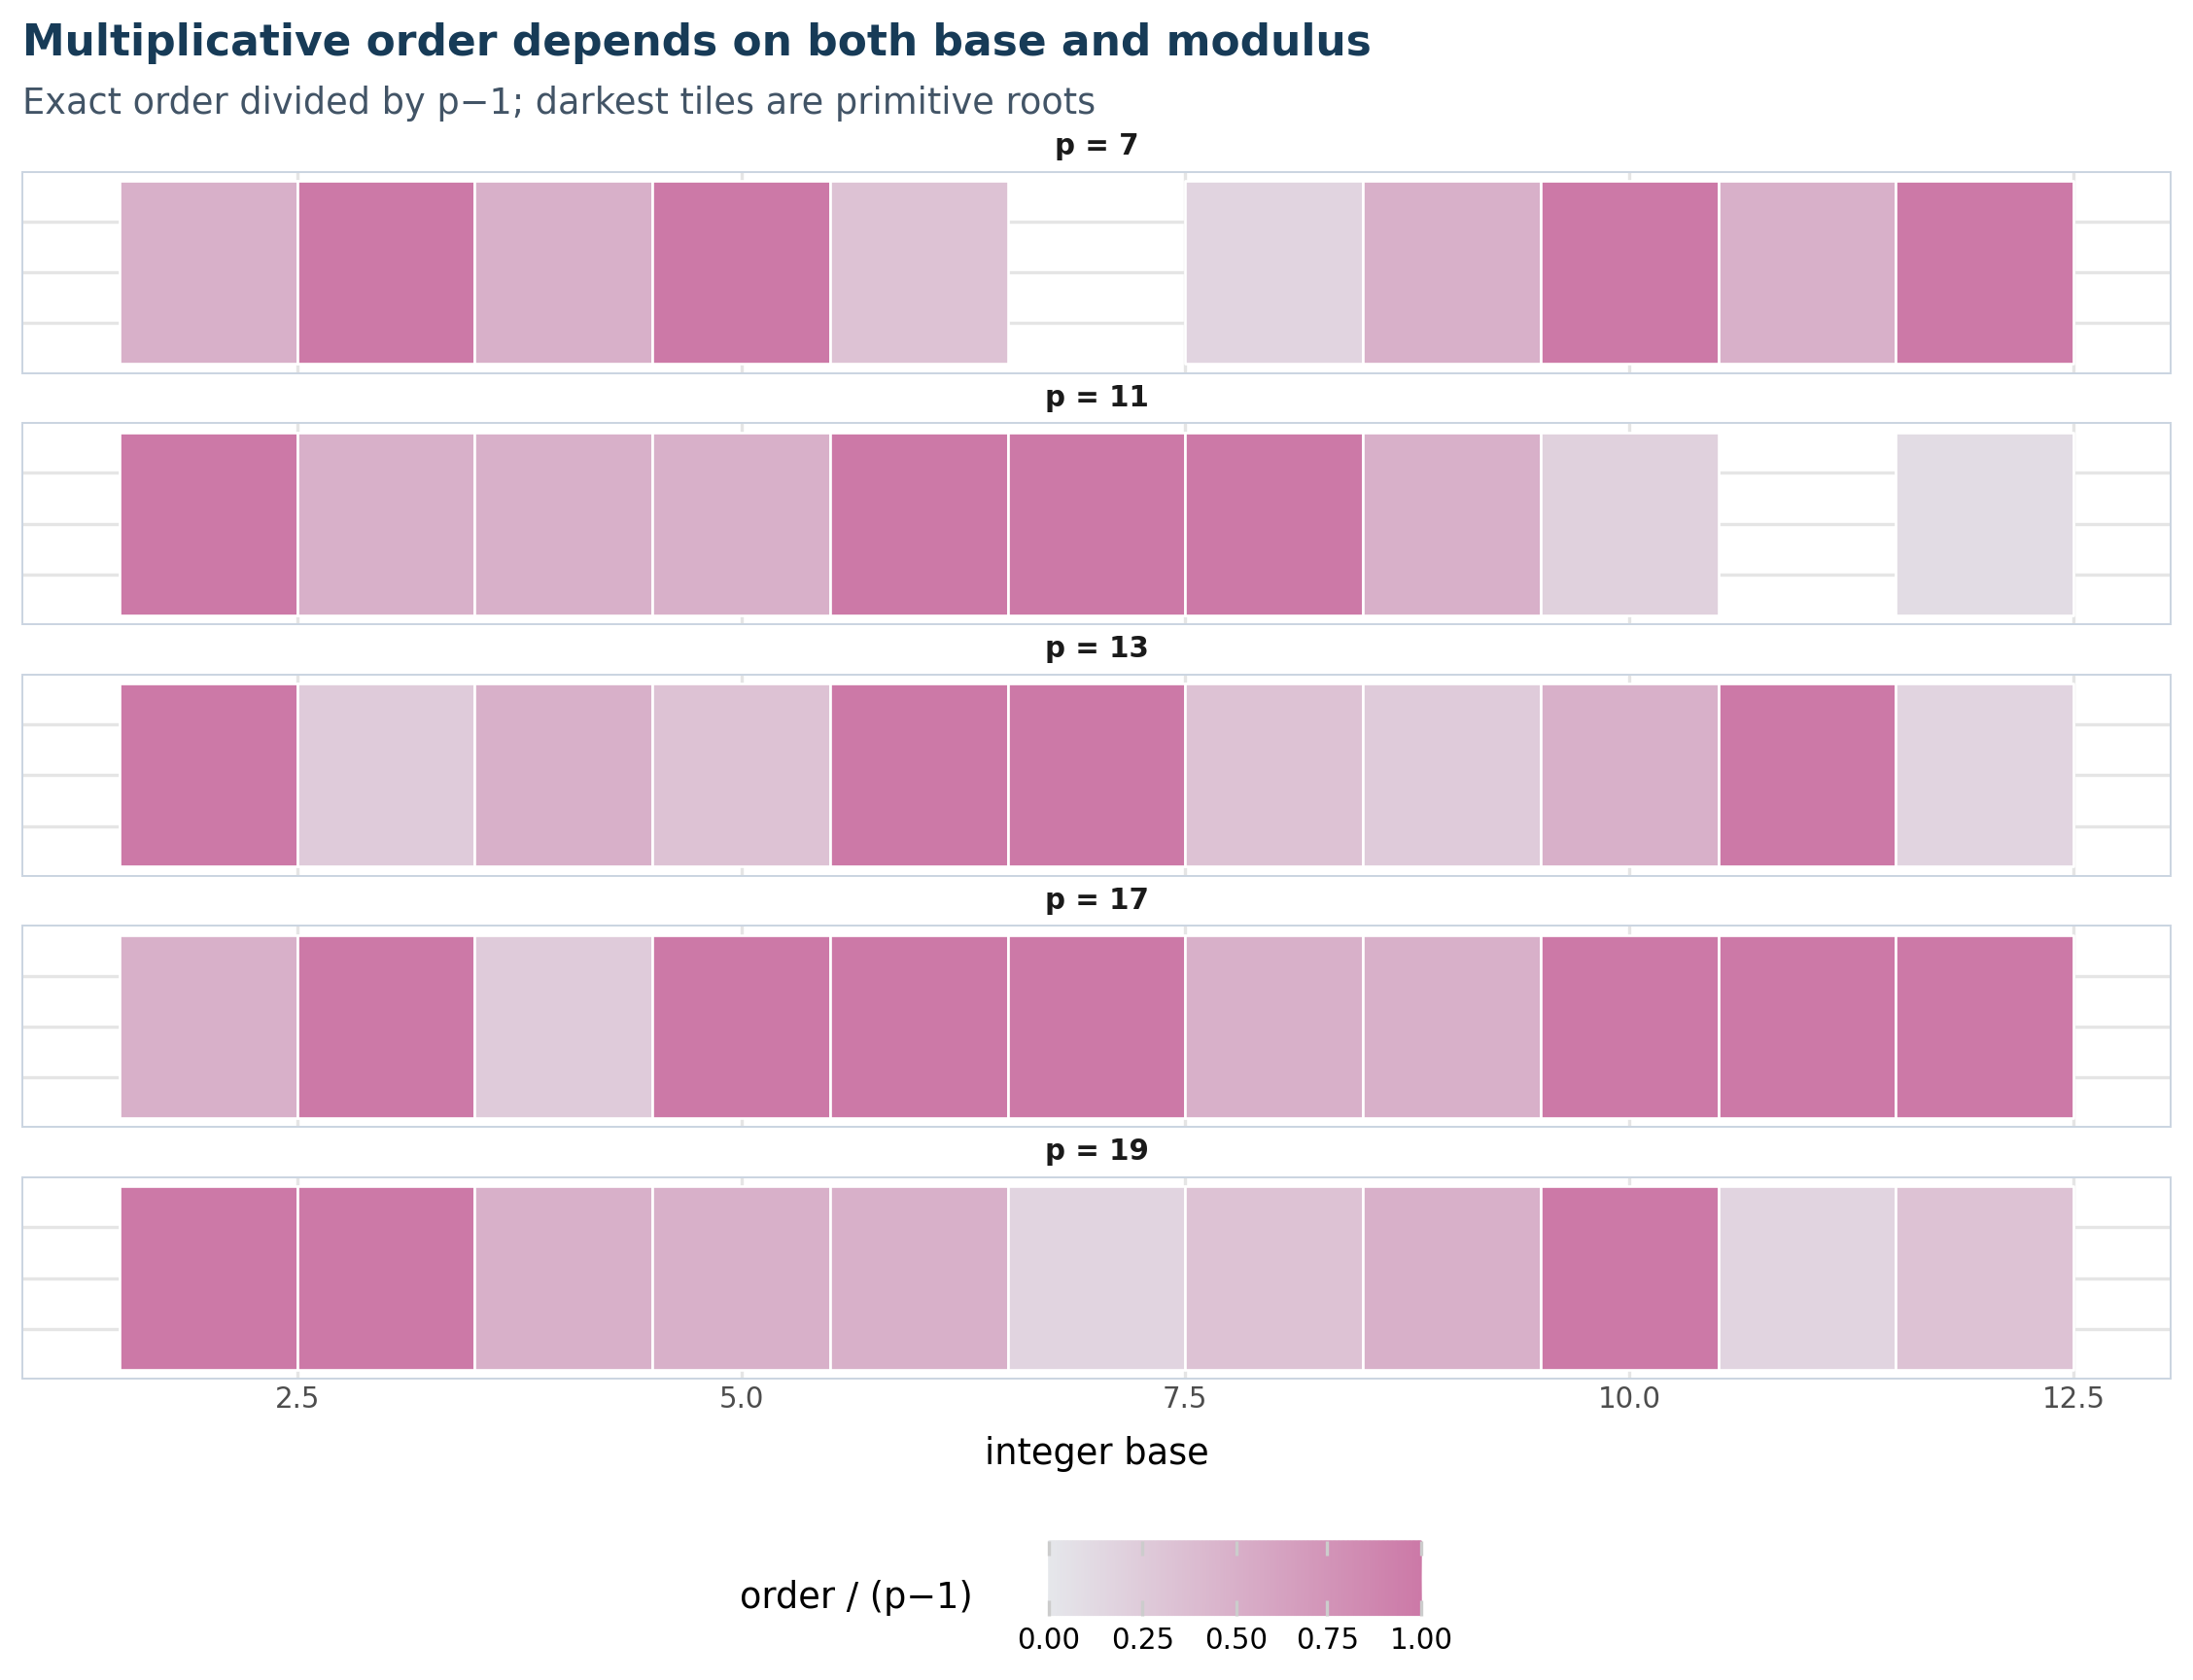 Multiplicative order depends on both base and modulus
Exact order divided by p−1; darkest tiles are primitive roots
p = 7
p = 11
p = 13
p = 17
p = 19
2.5 5.0 7.5 10.0 12.5
integer base
order / (p−1)
0.00 0.25 0.50 0.75 1.00